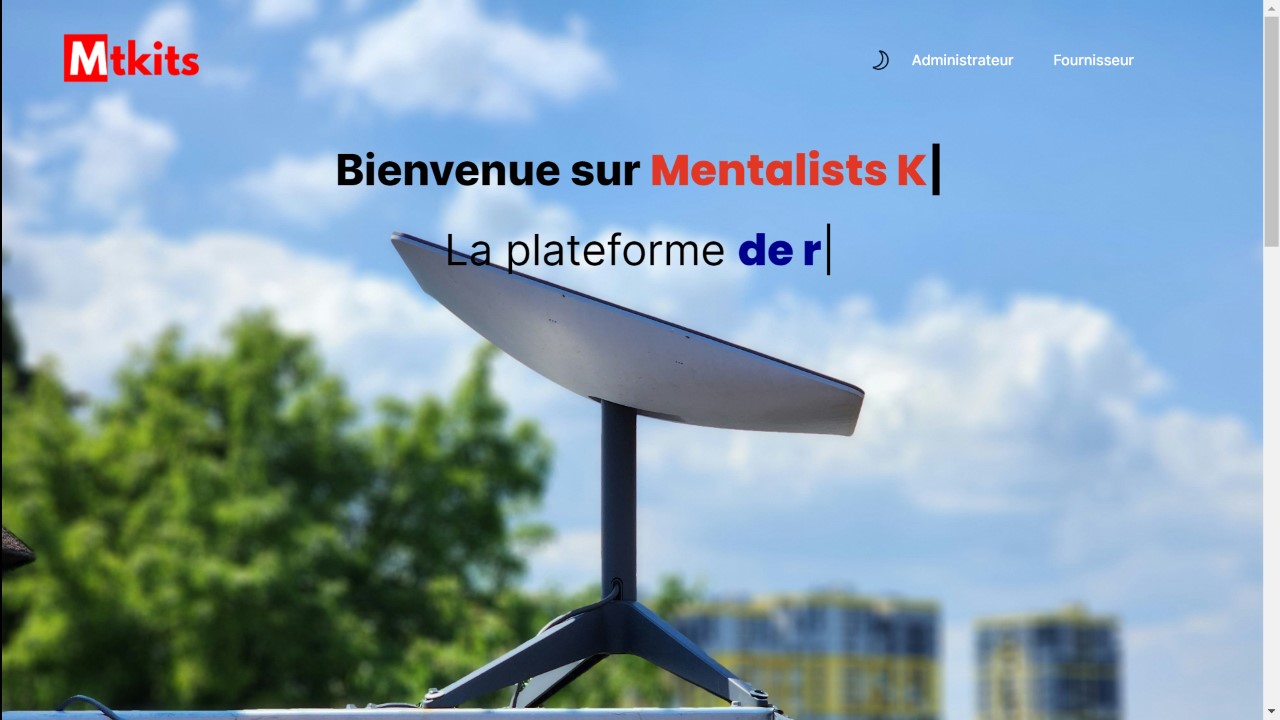 Mtkits
Administrateur Fournisseur
Bienvenue sur Mentalists K
La plateforme de r